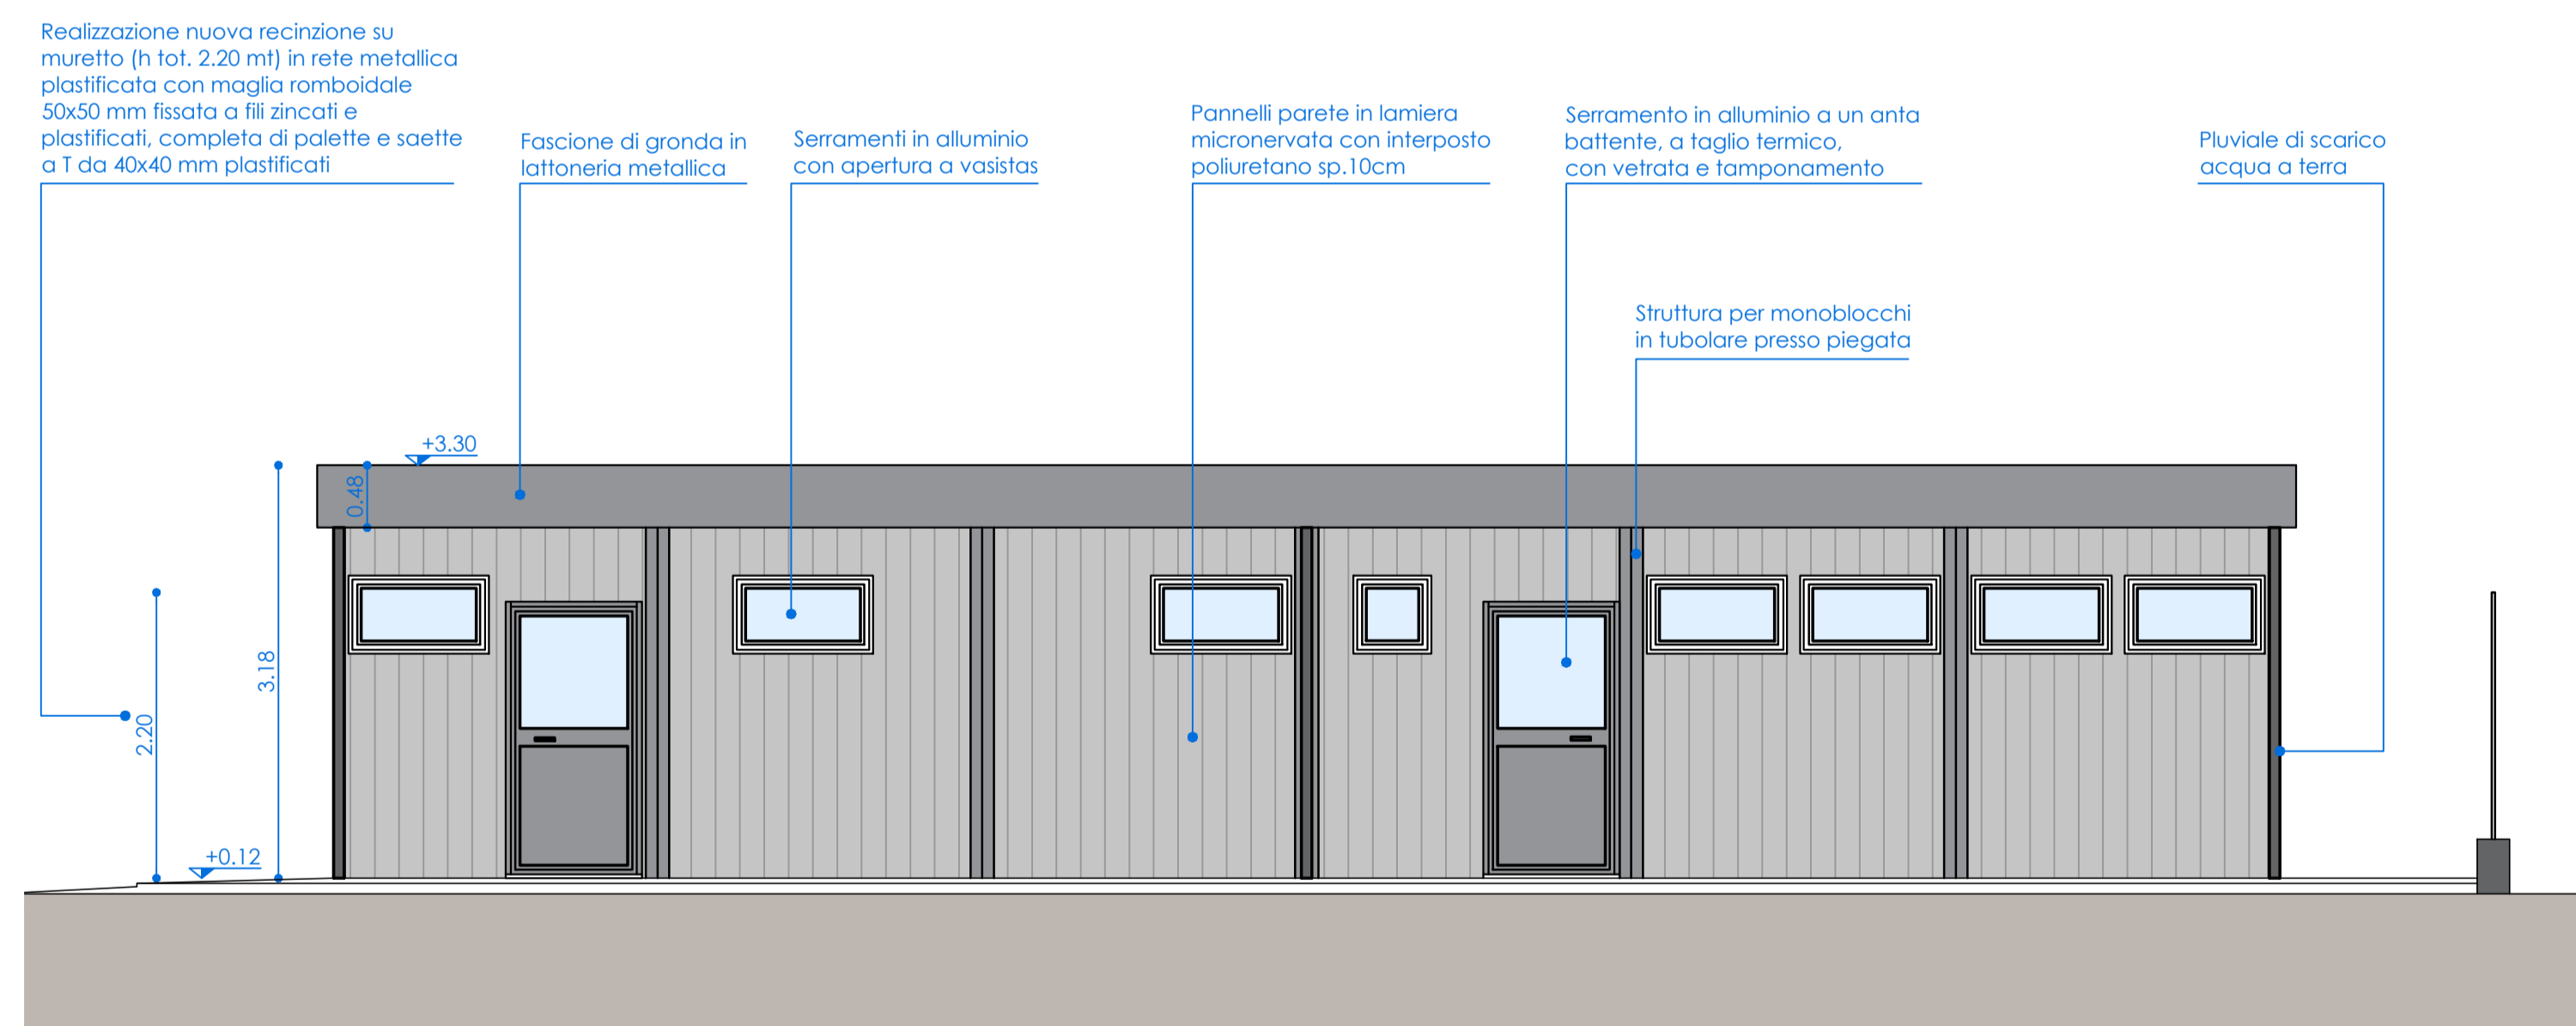 Realizzazione nuova recinzione su
muretto (h tot. 2.20 mt) in rete metallica
plastificata con maglia romboidale
50x50 mm fissata a fili zincati e
plastificati, completa di palette e saette
a T da 40x40 mm plastificati
Fascione di gronda in
lattoneria metallica
Serramenti in alluminio
con apertura a vasistas
Pannelli parete in lamiera
micronervata con interposto
poliuretano sp.10cm
Serramento in alluminio a un anta
battente, a taglio termico,
con vetrata e tamponamento
Pluviale di scarico
acqua a terra
Struttura per monoblocchi
in tubolare presso piegata
+3.30
0.48
3.18
2.20
+0.12